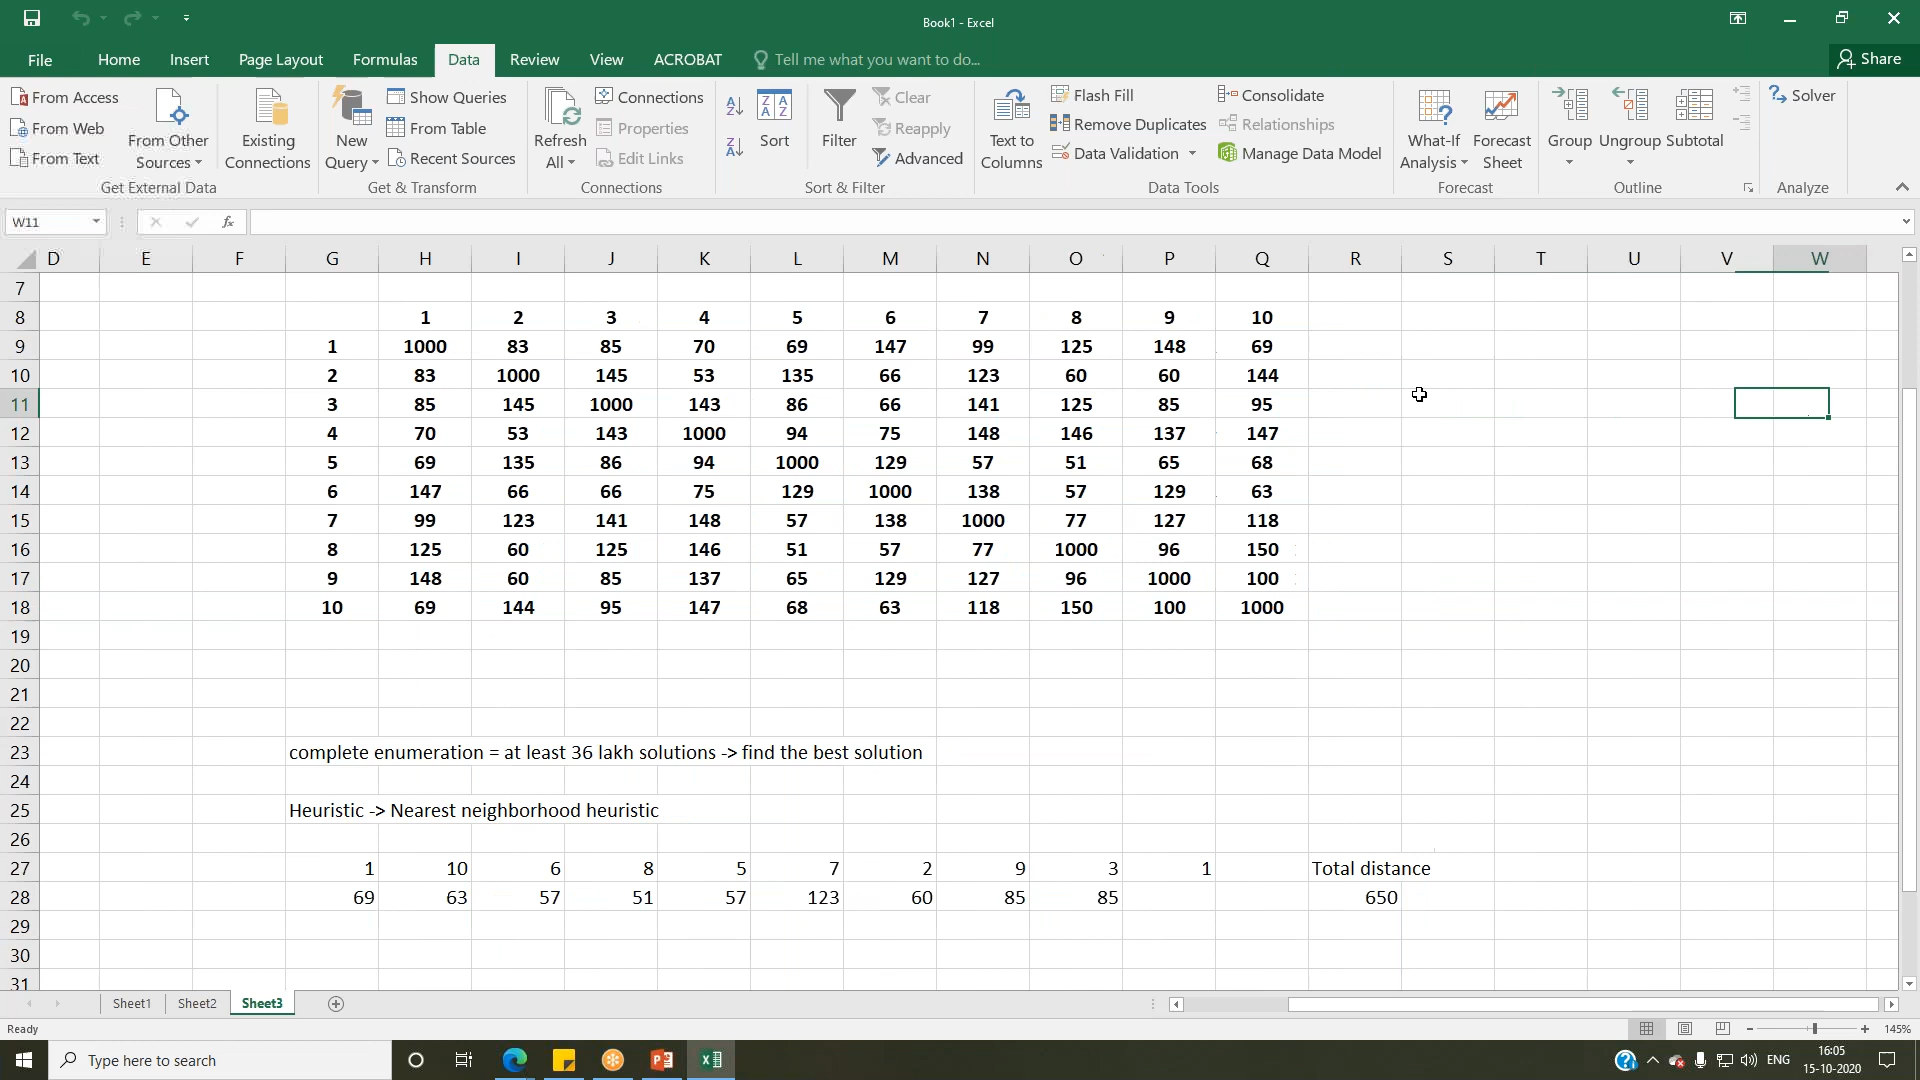 Book1 - Excel
File Home Insert Page Layout Formulas Data Review View ACROBAT Tell me what you want to do... Share
From Access
From Web
From Text
From Other Sources
Existing Connections
Get External Data
New Query
Show Queries
From Table
Recent Sources
Get & Transform
Refresh All
Connections
Properties
Edit Links
Connections
Sort
Filter
Clear
Reapply
Advanced
Sort & Filter
Text to Columns
Flash Fill
Remove Duplicates
Data Validation
Consolidate
Relationships
Manage Data Model
Data Tools
What-If Analysis
Forecast Sheet
Forecast
Group
Ungroup
Subtotal
Outline
Solver
Analyze
W11 fx
D E F G H I J K L M N O P Q R S T U V W
7
8 1 2 3 4 5 6 7 8 9 10
9 1 1000 83 85 70 69 147 99 125 148 69
10 2 83 1000 145 53 135 66 123 60 60 144
11 3 85 145 1000 143 86 66 141 125 85 95
12 4 70 53 143 1000 94 75 148 146 137 147
13 5 69 135 86 94 1000 129 57 51 65 68
14 6 147 66 66 75 129 1000 138 57 129 63
15 7 99 123 141 148 57 138 1000 77 127 118
16 8 125 60 125 146 51 57 77 1000 96 150
17 9 148 60 85 137 65 129 127 96 1000 100
18 10 69 144 95 147 68 63 118 150 100 1000
19
20
21
22
23 complete enumeration = at least 36 lakh solutions -> find the best solution
24
25 Heuristic -> Nearest neighborhood heuristic
26
27 1 10 6 8 5 7 2 9 3 1 Total distance
28 69 63 57 51 57 123 60 85 85 650
29
30
31
Sheet1 Sheet2 Sheet3
Ready 145%
Type here to search ENG 16:05
15-10-2020